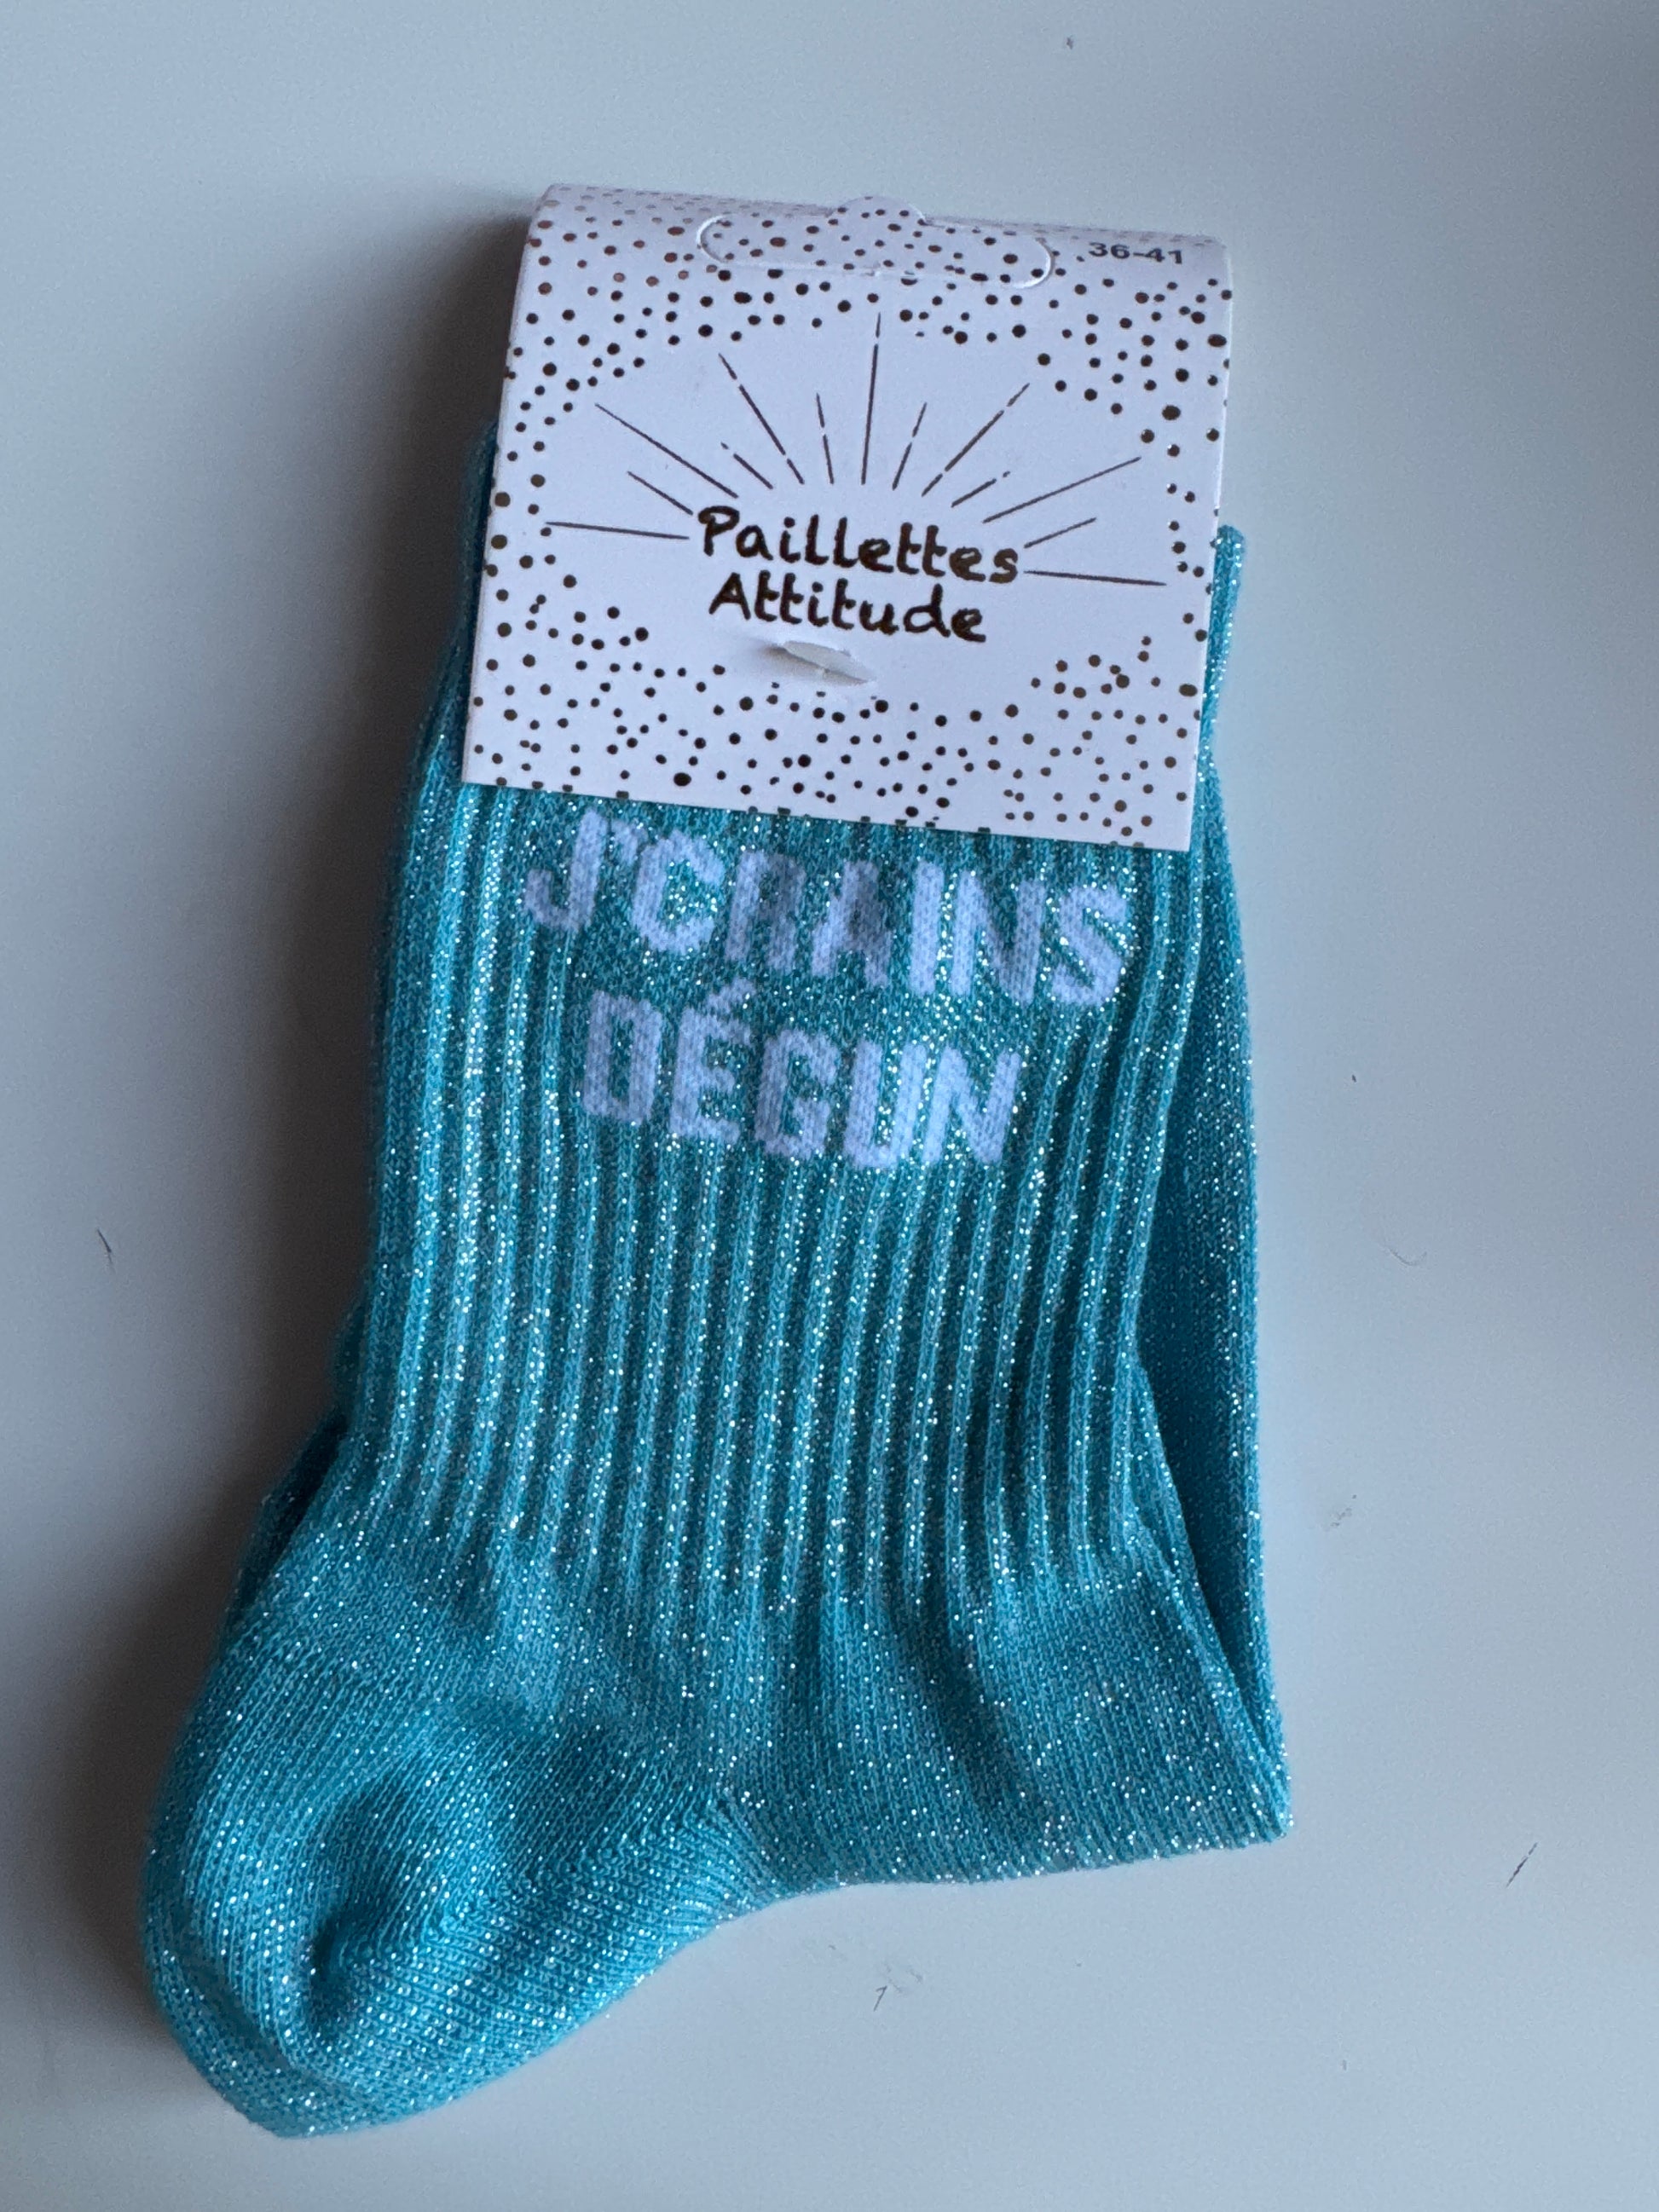 36-41
Paillettes
Attitude
J'CRAINS
DÉGUN